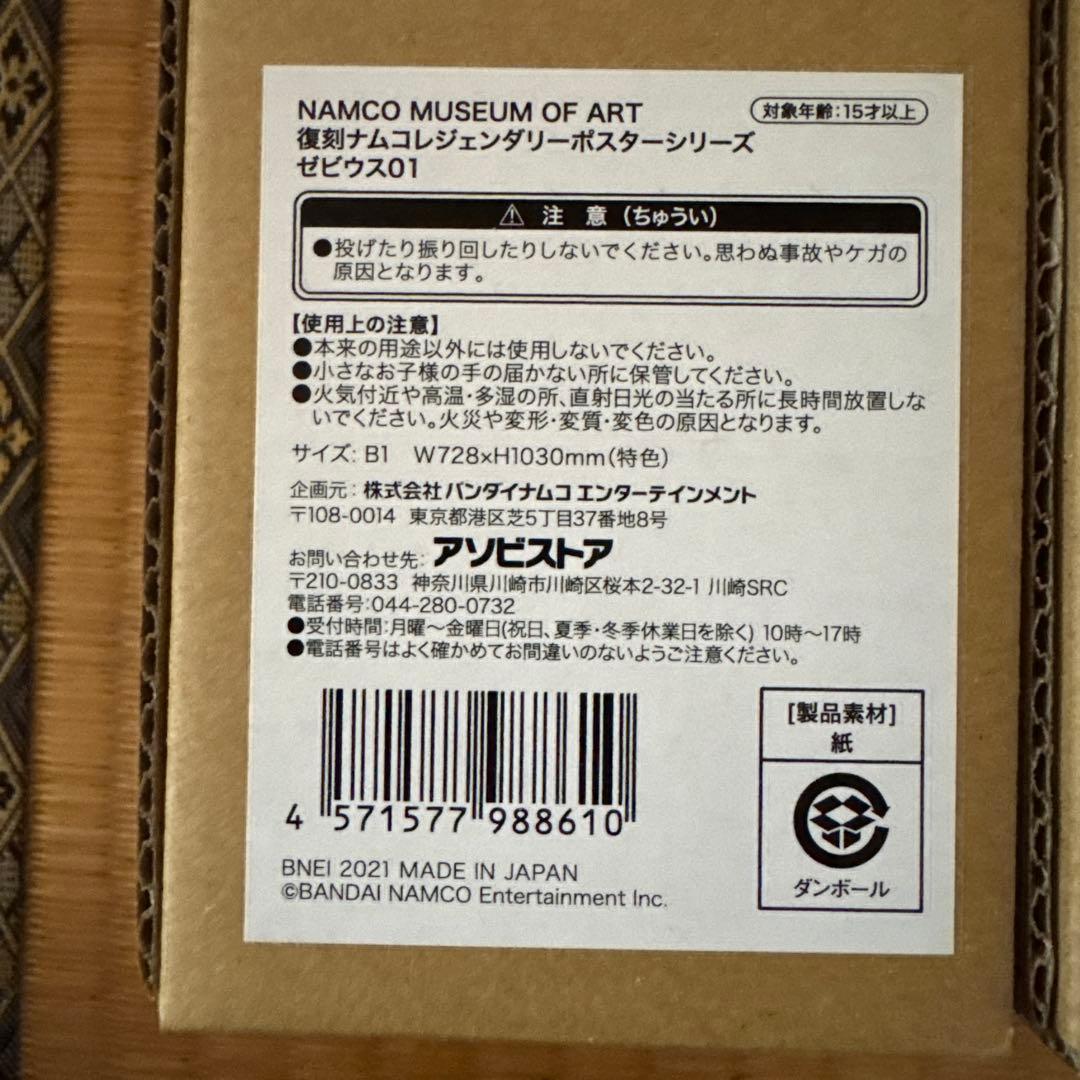 NAMCO MUSEUM OF ART
対象年齢:15才以上
復刻ナムコレジェンダリーポスターシリーズ
ゼビウス01
⚠ 注 意 (ちゅうい)
●投げたり振り回したりしないでください。思わぬ事故やケガの
原因となります。
【使用上の注意】
●本来の用途以外には使用しないでください。
●小さなお子様の手の届かない所に保管してください。
●火気付近や高温・多湿の所、直射日光の当たる所に長時間放置しな
いでください。火災や変形・変質・変色の原因となります。
サイズ: B1 W728×H1030mm(特色)
企画元: 株式会社バンダイナムコエンターテインメント
〒108-0014 東京都港区芝5丁目37番地8号
お問い合わせ先: アソビストア
〒210-0833 神奈川県川崎市川崎区桜本2-32-1 川崎SRC
電話番号:044-280-0732
●受付時間:月曜～金曜日(祝日、夏季・冬季休業日を除く) 10時～17時
●電話番号はよく確かめてお間違いのないようご注意ください。
4 571577 988610
[製品素材]
紙
ダンボール
BNEI 2021 MADE IN JAPAN
©BANDAI NAMCO Entertainment Inc.